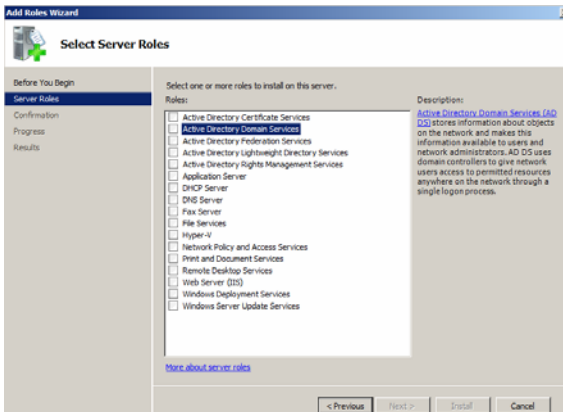 Add Roles Wizard
Select Server Roles
Before You Begin
Server Roles
Confirmation
Progress
Results
Select one or more roles to install on this server.
Roles:
Active Directory Certificate Services
Active Directory Domain Services
Active Directory Federation Services
Active Directory Lightweight Directory Services
Active Directory Rights Management Services
Application Server
DHCP Server
DNS Server
Fax Server
File Services
Hyper-V
Network Policy and Access Services
Print and Document Services
Remote Desktop Services
Web Server (IIS)
Windows Deployment Services
Windows Server Update Services
More about server roles
Description:
Active Directory Domain Services (AD
DS) stores information about objects
on the network and makes this
information available to users and
network administrators. AD DS uses
domain controllers to give network
users access to permitted resources
anywhere on the network through a
single logon process.
< Previous
Next >
Install
Cancel